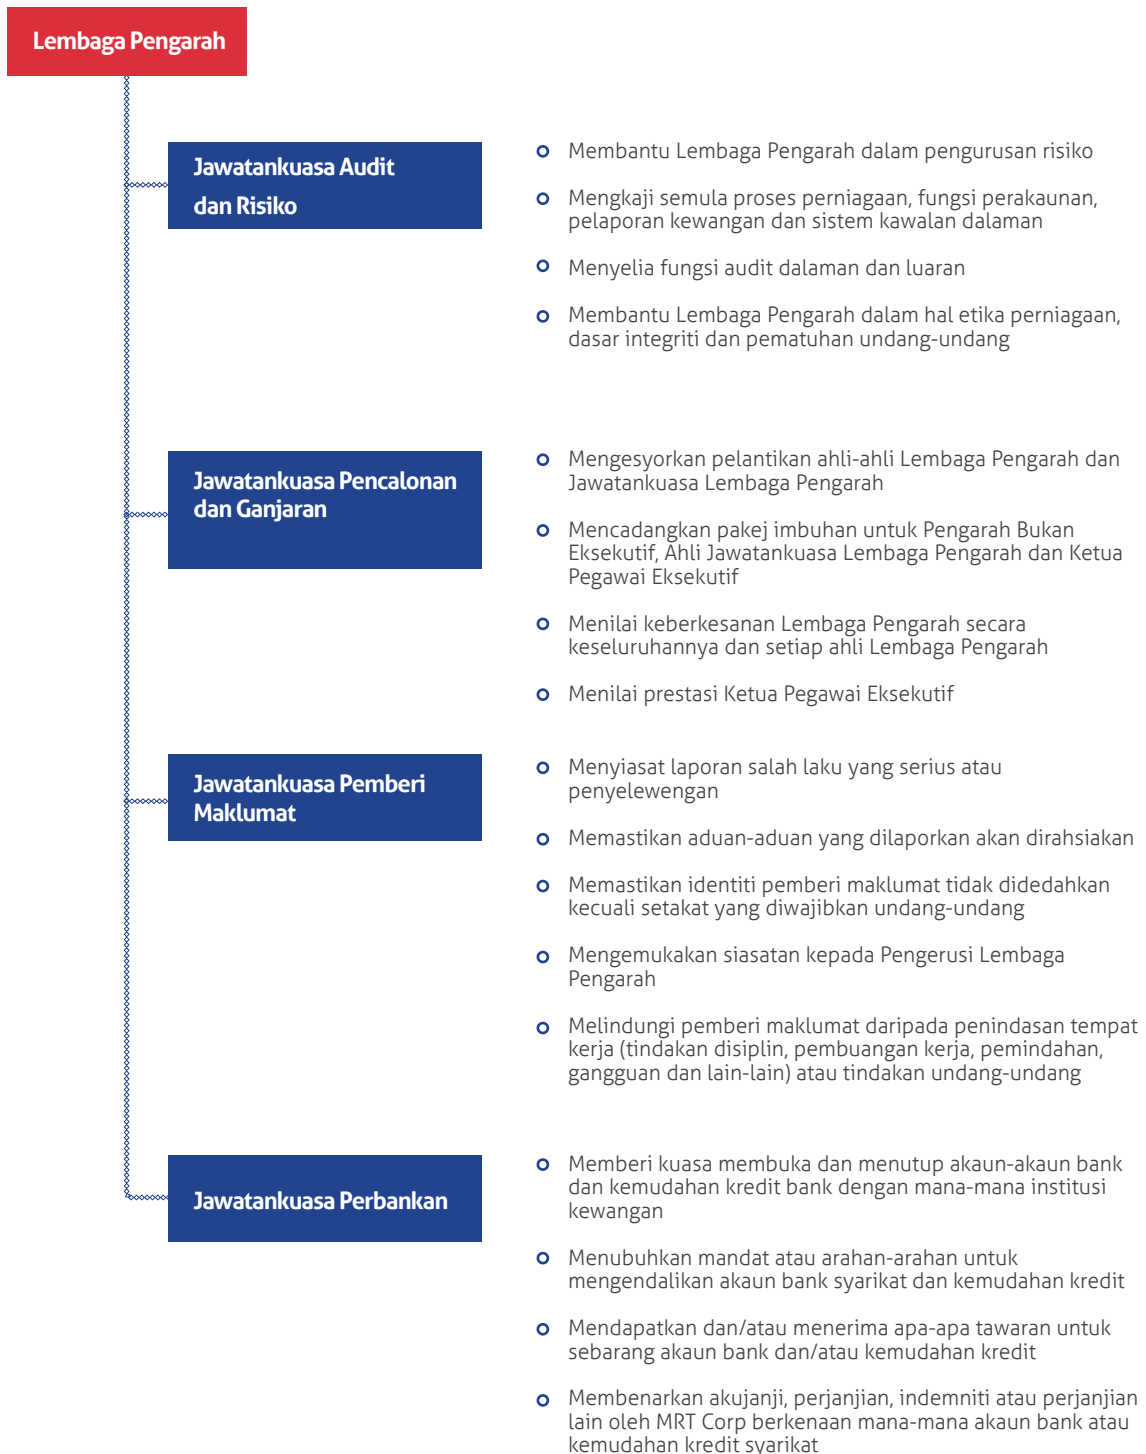 Lembaga Pengarah
Jawatankuasa Audit
dan Risiko
Membantu Lembaga Pengarah dalam pengurusan risiko
Mengkaji semula proses perniagaan, fungsi perakaunan,
pelaporan kewangan dan sistem kawalan dalaman
Menyelia fungsi audit dalaman dan luaran
Membantu Lembaga Pengarah dalam hal etika perniagaan,
dasar integriti dan pematuhan undang-undang
Jawatankuasa Pencalonan
dan Ganjaran
Mengesyorkan pelantikan ahli-ahli Lembaga Pengarah dan
Jawatankuasa Lembaga Pengarah
Mencadangkan pakej imbuhan untuk Pengarah Bukan
Eksekutif, Ahli Jawatankuasa Lembaga Pengarah dan Ketua
Pegawai Eksekutif
Menilai keberkesanan Lembaga Pengarah secara
keseluruhannya dan setiap ahli Lembaga Pengarah
Menilai prestasi Ketua Pegawai Eksekutif
Jawatankuasa Pemberi
Maklumat
Menyiasat laporan salah laku yang serius atau
penyelewengan
Memastikan aduan-aduan yang dilaporkan akan dirahsiakan
Memastikan identiti pemberi maklumat tidak didedahkan
kecuali setakat yang diwajibkan undang-undang
Mengemukakan siasatan kepada Pengerusi Lembaga
Pengarah
Melindungi pemberi maklumat daripada penindasan tempat
kerja (tindakan disiplin, pembuangan kerja, pemindahan,
gangguan dan lain-lain) atau tindakan undang-undang
Jawatankuasa Perbankan
Memberi kuasa membuka dan menutup akaun-akaun bank
dan kemudahan kredit bank dengan mana-mana institusi
kewangan
Menubuhkan mandat atau arahan-arahan untuk
mengendalikan akaun bank syarikat dan kemudahan kredit
Mendapatkan dan/atau menerima apa-apa tawaran untuk
sebarang akaun bank dan/atau kemudahan kredit
Membenarkan akujanji, perjanjian, indemniti atau perjanjian
lain oleh MRT Corp berkenaan mana-mana akaun bank atau
kemudahan kredit syarikat